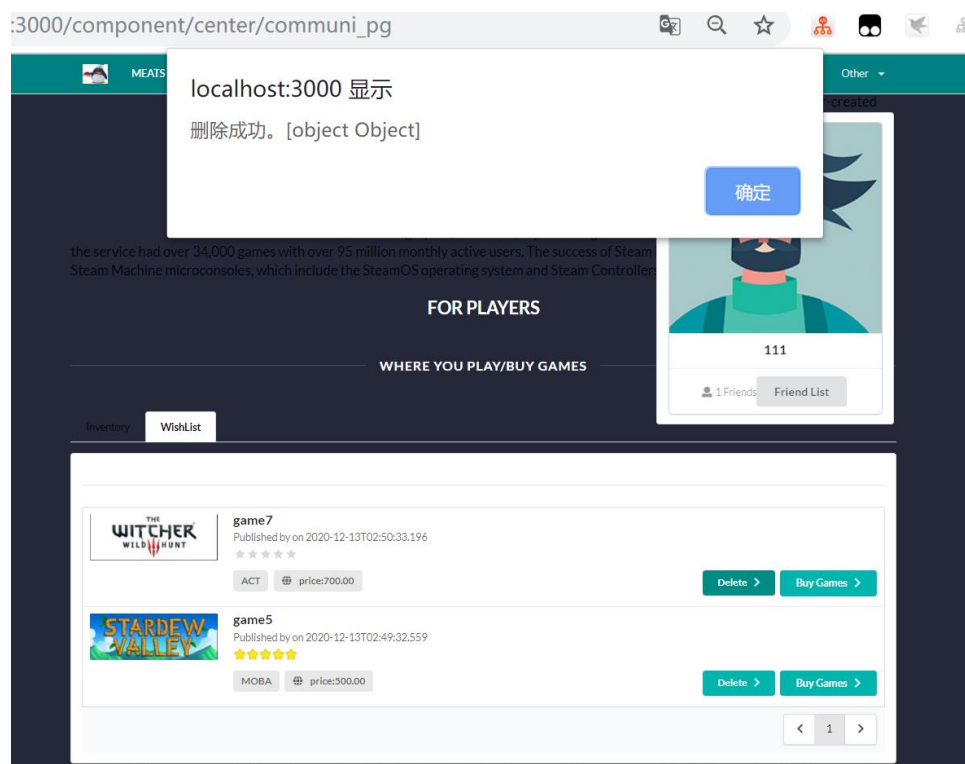 :3000/component/center/communi_pg
MEATS
Other
localhost:3000 显示
删除成功。[object Object]
确定
-created
the service had over 34,000 games with over 95 million monthly active users. The success of Steam
Steam Machine microconsoles, which include the SteamOS operating system and Steam Controllers
FOR PLAYERS
111
WHERE YOU PLAY/BUY GAMES
1 Friends
Friend List
Inventory
WishList
THE
WITCHER
WILD HUNT
game7
Published by on 2020-12-13T02:50:33.196
ACT
price:700.00
Delete
Buy Games
STARDEW
VALLEY
game5
Published by on 2020-12-13T02:49:32.559
MOBA
price:500.00
Delete
Buy Games
1